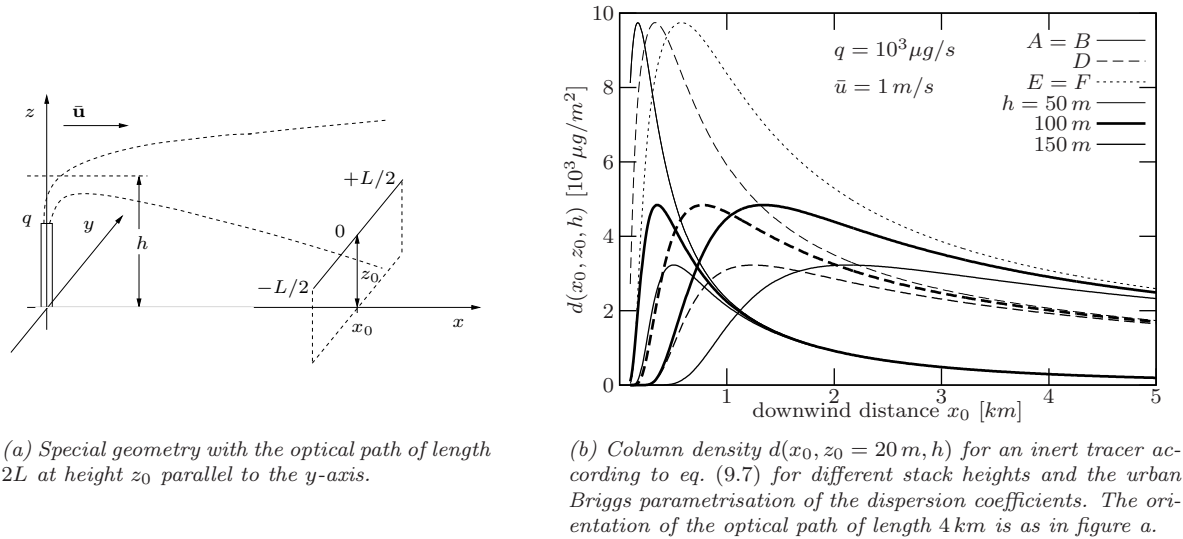 z
ū
q
y
h
+L/2
0
−L/2
z₀
x₀
x
(a) Special geometry with the optical path of length
2L at height z₀ parallel to the y-axis.
d(x₀, z₀, h) [10³ μg/m²]
10
8
6
4
2
0
q = 10³μg/s
ū = 1 m/s
A = B
D
E = F
h = 50 m
100 m
150 m
1
2
3
4
5
downwind distance x₀ [km]
(b) Column density d(x₀, z₀ = 20 m, h) for an inert tracer ac-
cording to eq. (9.7) for different stack heights and the urban
Briggs parametrisation of the dispersion coefficients. The ori-
entation of the optical path of length 4 km is as in figure a.